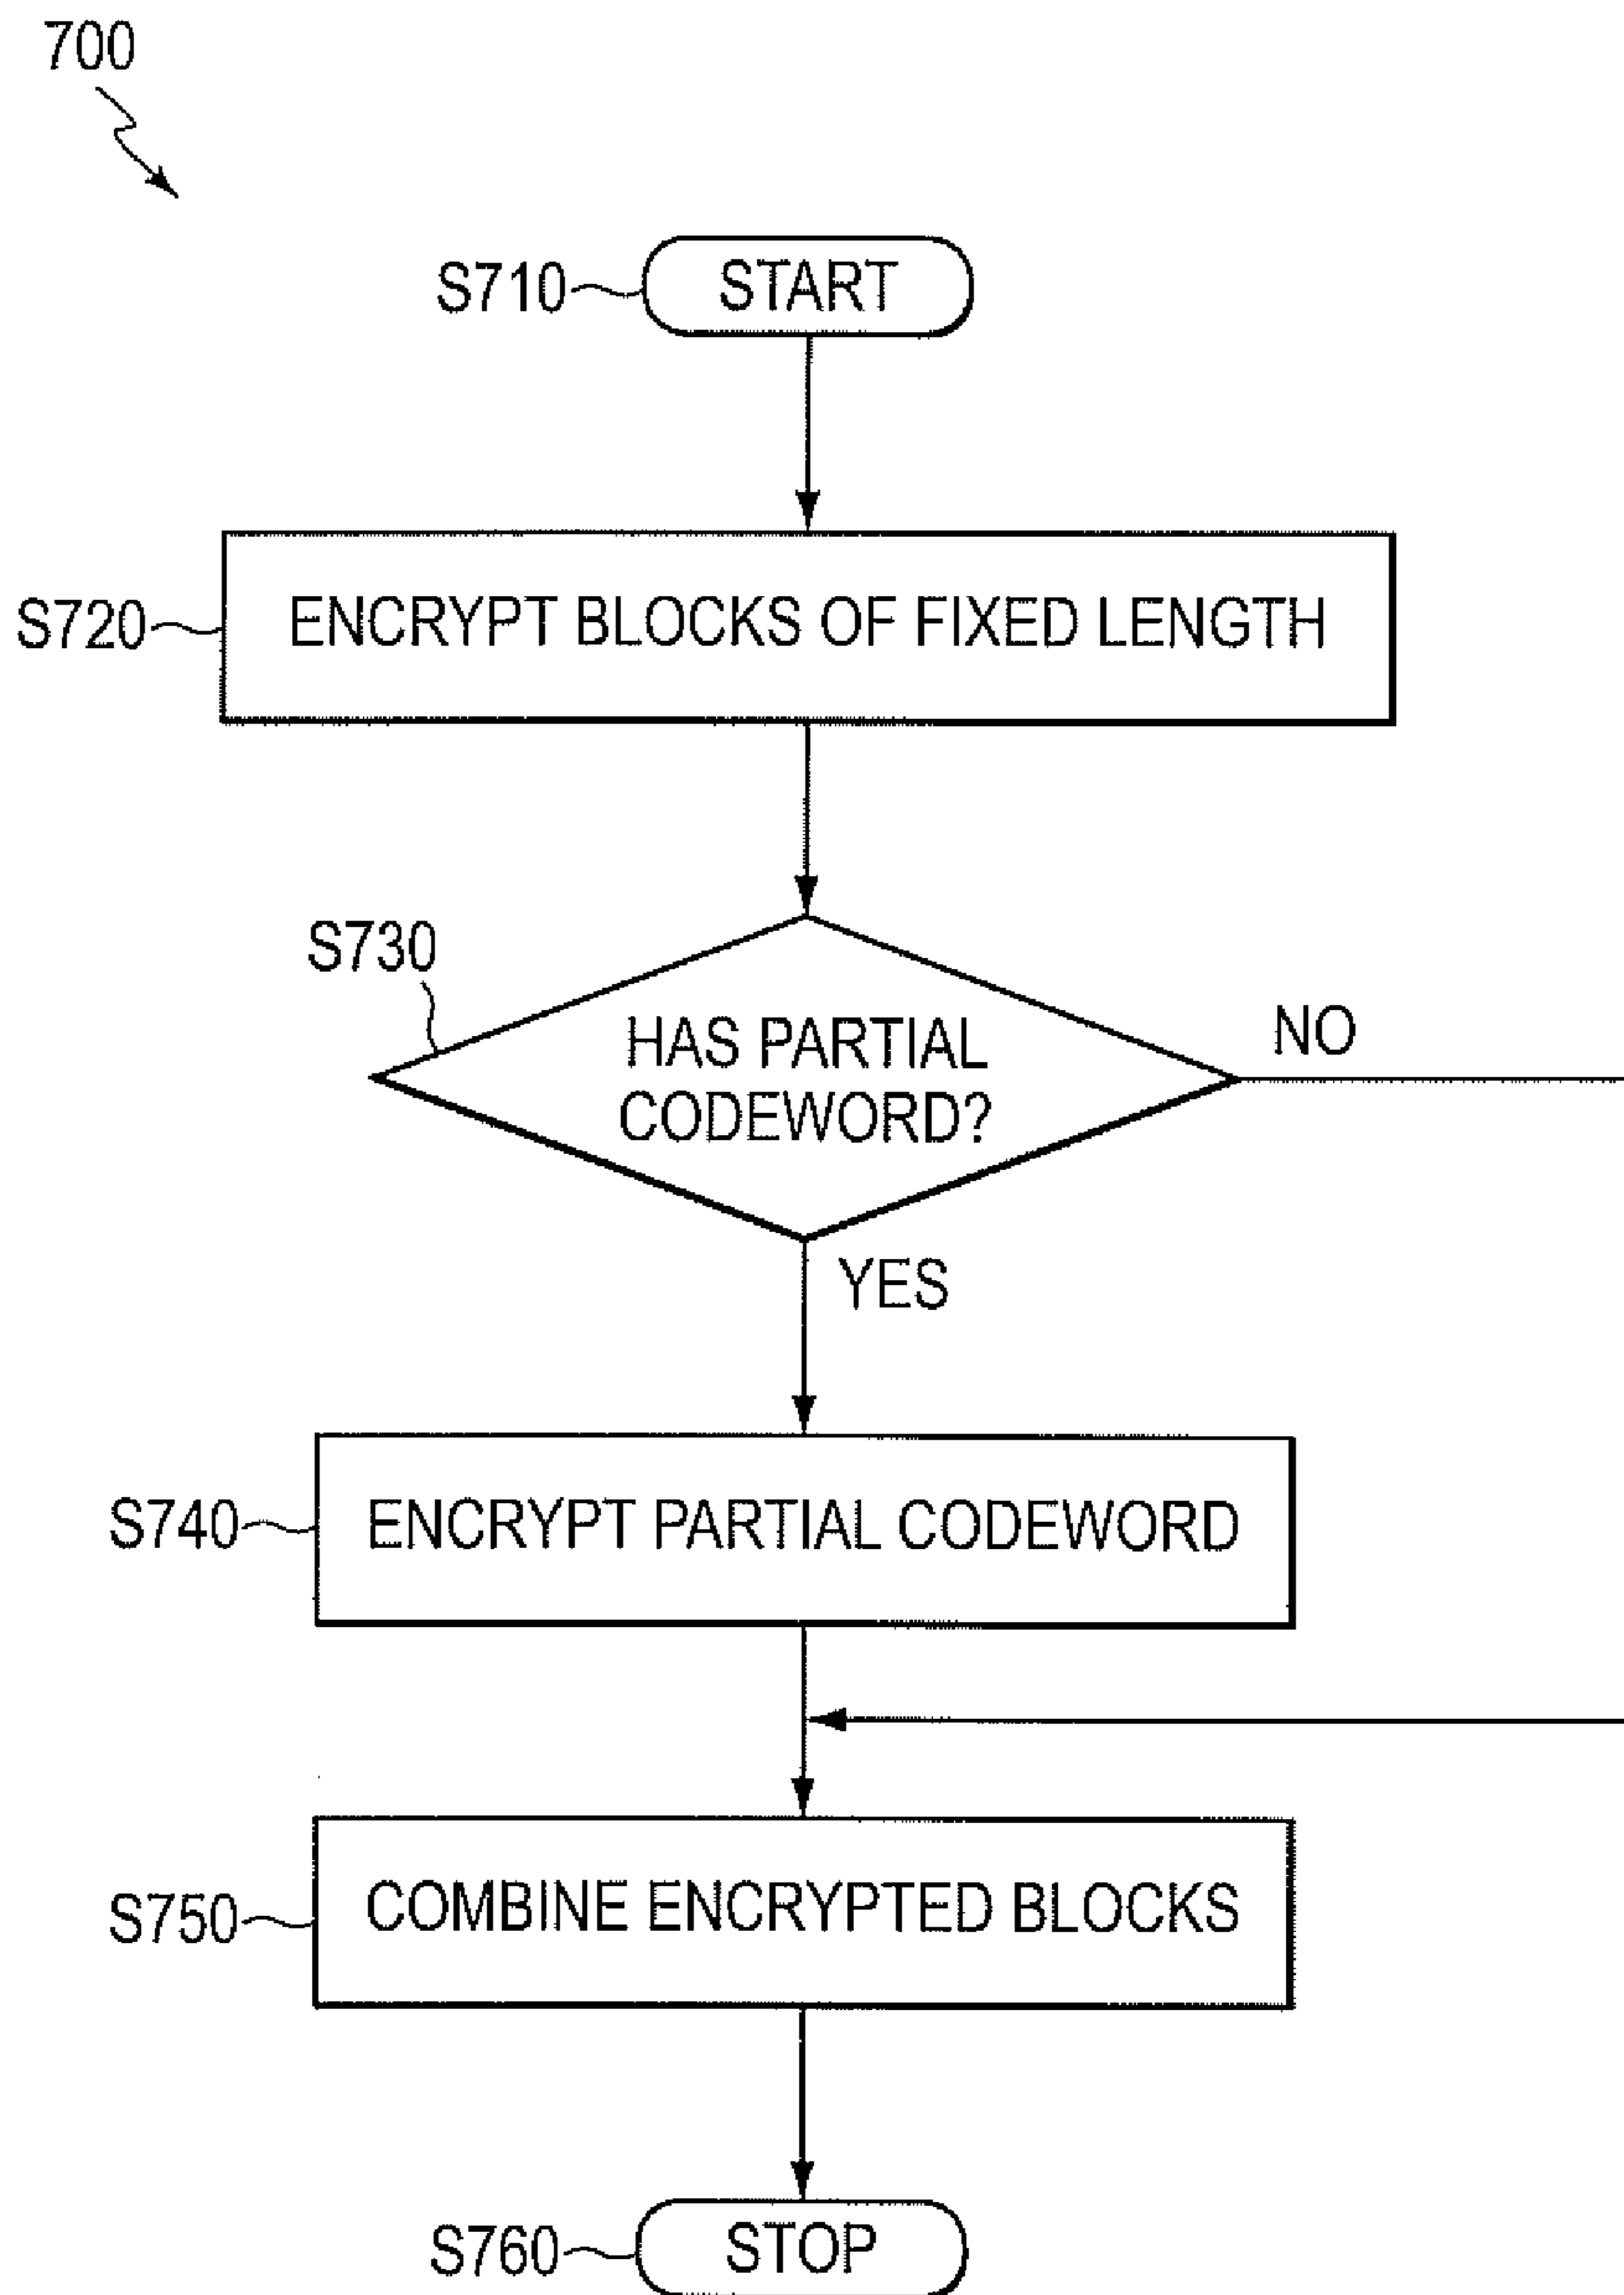 700
S710
START
S720
ENCRYPT BLOCKS OF FIXED LENGTH
S730
HAS PARTIAL
CODEWORD?
NO
YES
S740
ENCRYPT PARTIAL CODEWORD
S750
COMBINE ENCRYPTED BLOCKS
S760
STOP